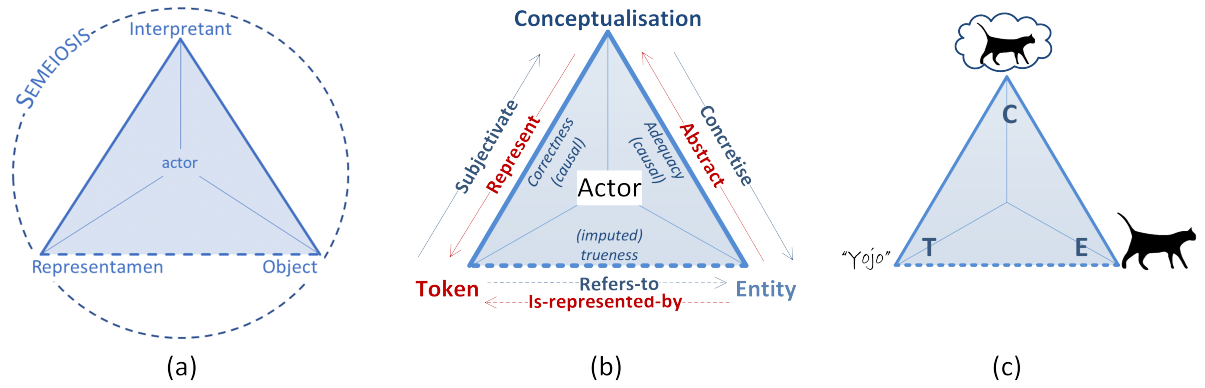 Interpretant
SEMEIOSIS
actor
Representamen
Object
(a)
Conceptualisation
Subjectivate
Represent
Correctness
(causal)
Adequacy
(causal)
Abstract
Concretise
Actor
(imputed)
trueness
Token
Refers-to
Entity
Is-represented-by
(b)
C
T
E
“Yojo”
(c)